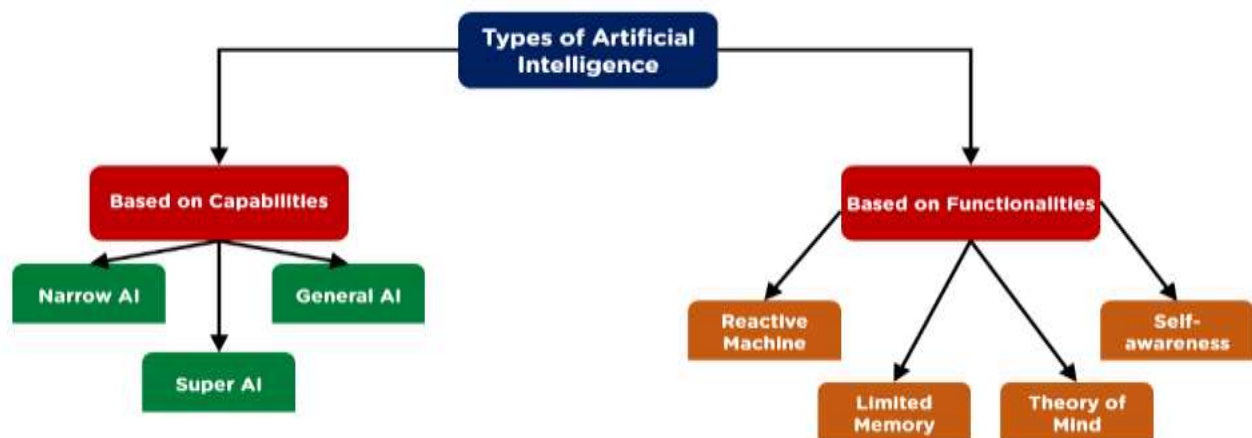 Types of Artificial
Intelligence
Based on Capabilities
Based on Functionalities
Narrow AI
General AI
Super AI
Reactive
Machine
Self-
awareness
Limited
Memory
Theory of
Mind